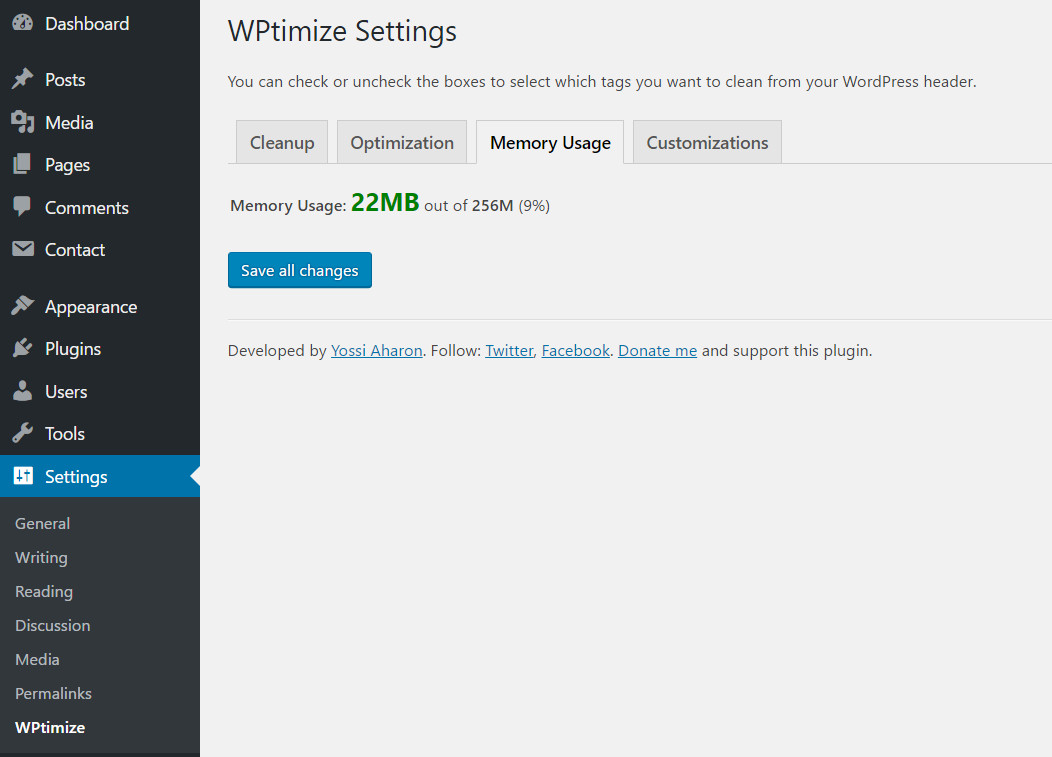 Dashboard
Posts
Media
Pages
Comments
Contact
Appearance
Plugins
Users
Tools
Settings
General
Writing
Reading
Discussion
Media
Permalinks
WPtimize
WPtimize Settings
You can check or uncheck the boxes to select which tags you want to clean from your WordPress header.
Cleanup Optimization Memory Usage Customizations
Memory Usage: 22MB out of 256M (9%)
Save all changes
Developed by Yossi Aharon. Follow: Twitter, Facebook. Donate me and support this plugin.